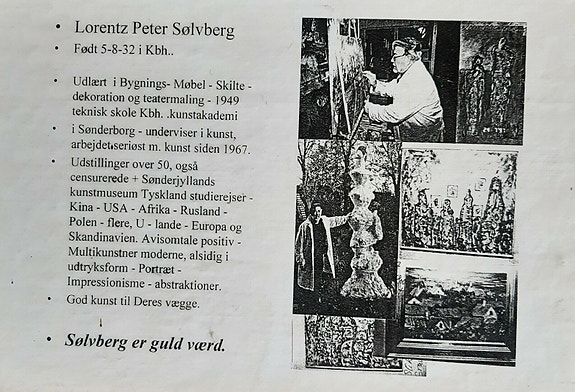 • Lorentz Peter Sølvberg
• Født 5-8-32 i Kbh..
• Udlært i Bygnings- Møbel - Skilte -
dekoration og teatermaling - 1949
teknisk skole Kbh. .kunstakademi
• i Sønderborg - underviser i kunst,
arbejdet seriøst m. kunst siden 1967.
• Udstillinger over 50, også
censurerede + Sønderjyllands
kunstmuseum Tyskland studierejser -
Kina - USA - Afrika - Rusland -
Polen - flere, U - lande - Europa og
Skandinavien. Avisomtale positiv -
Multikunstner moderne, alsidig i
udtryksform - Portræt -
Impressionisme - abstraktioner.
• God kunst til Deres vægge.
• Sølvberg er guld værd.